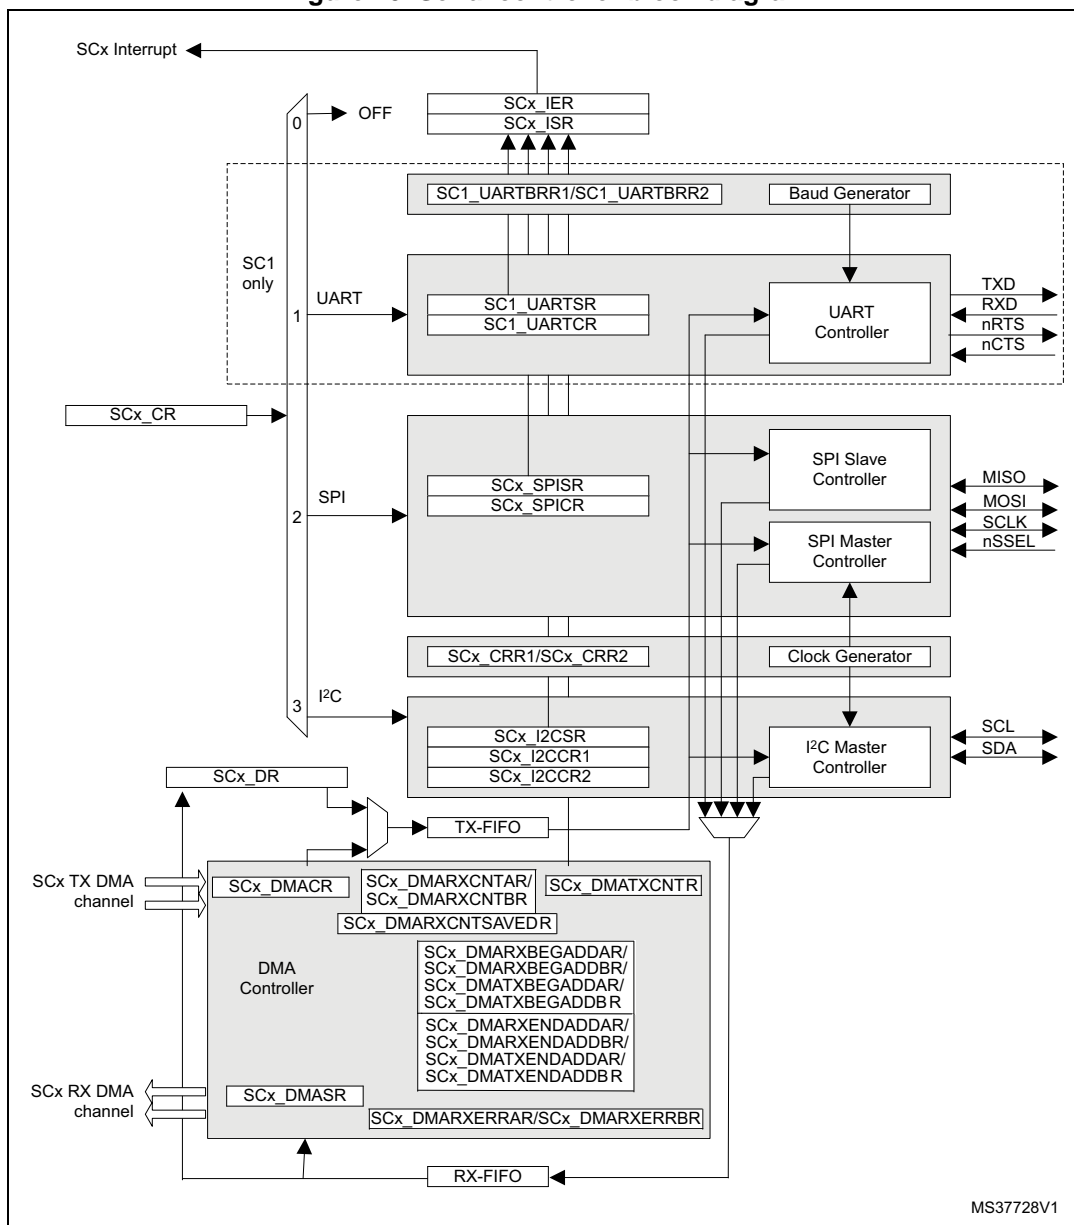 SCx Interrupt
SCx_IER
SCx_ISR
0
OFF
SC1_UARTBRR1/SC1_UARTBRR2
Baud Generator
SC1
only
UART
1
SC1_UARTSR
SC1_UARTCR
UART
Controller
TXD
RXD
nRTS
nCTS
SCx_CR
SPI
2
SCx_SPISR
SCx_SPICR
SPI Slave
Controller
SPI Master
Controller
MISO
MOSI
SCLK
nSSEL
SCx_CRR1/SCx_CRR2
Clock Generator
I²C
3
SCx_I2CSR
SCx_I2CCR1
SCx_I2CCR2
I²C Master
Controller
SCL
SDA
SCx_DR
TX-FIFO
SCx TX DMA
channel
SCx_DMACR
SCx_DMARXCNTAR/
SCx_DMARXCNTBR
SCx_DMATXCNTR
SCx_DMARXCNTSAVEDR
DMA
Controller
SCx_DMARXBEGADDAR/
SCx_DMARXBEGADDBR/
SCx_DMATXBEGADDAR/
SCx_DMATXBEGADDBR
SCx_DMARXENDADDAR/
SCx_DMARXENDADDBR/
SCx_DMATXENDADDAR/
SCx_DMATXENDADDBR
SCx RX DMA
channel
SCx_DMASR
SCx_DMARXERRAR/SCx_DMARXERRBR
RX-FIFO
MS37728V1